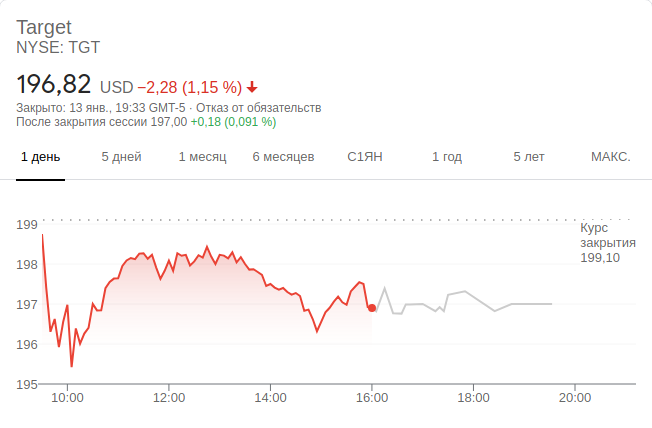 Target
NYSE: TGT
196,82 USD −2,28 (1,15 %)
Закрыто: 13 янв., 19:33 GMT-5 · Отказ от обязательств
После закрытия сессии 197,00 +0,18 (0,091 %)
1 день 5 дней 1 месяц 6 месяцев С1ЯН 1 год 5 лет МАКС.
199
Курс
закрытия
199,10
198
197
196
195
10:00 12:00 14:00 16:00 18:00 20:00